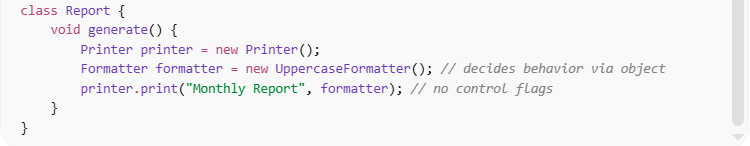 class Report {
    void generate() {
        Printer printer = new Printer();
        Formatter formatter = new UppercaseFormatter(); // decides behavior via object
        printer.print("Monthly Report", formatter); // no control flags
    }
}